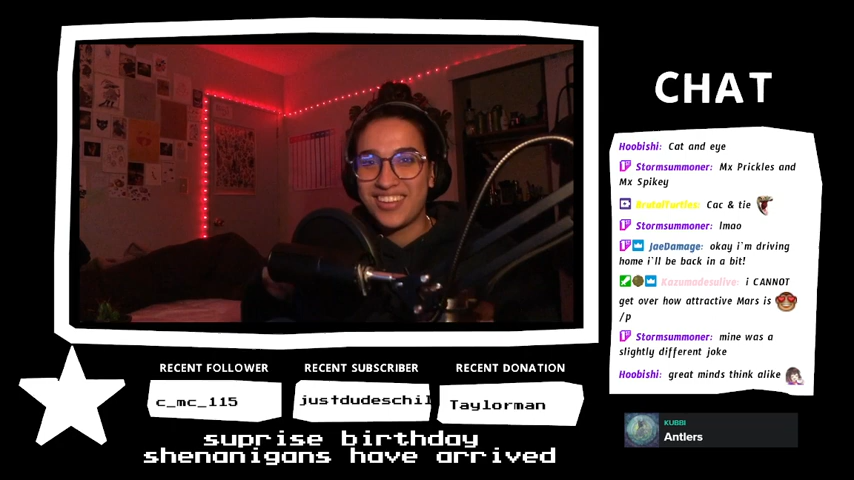 CHAT
Hoobishi: Cat and eye
Stormsummoner: Mx Prickles and
Mx Spikey
BrutalTurtles: Cac & tie
Stormsummoner: lmao
JaeDamage: okay i'm driving
home i'll be back in a bit!
Kazumadesulive: i CANNOT
get over how attractive Mars is
/p
Stormsummoner: mine was a
slightly different joke
Hoobishi: great minds think alike
RECENT FOLLOWER
RECENT SUBSCRIBER
RECENT DONATION
c_mc_115
justdudeschil
Taylorman
suprise birthday
shenanigans have arrived
KUBBI
Antlers